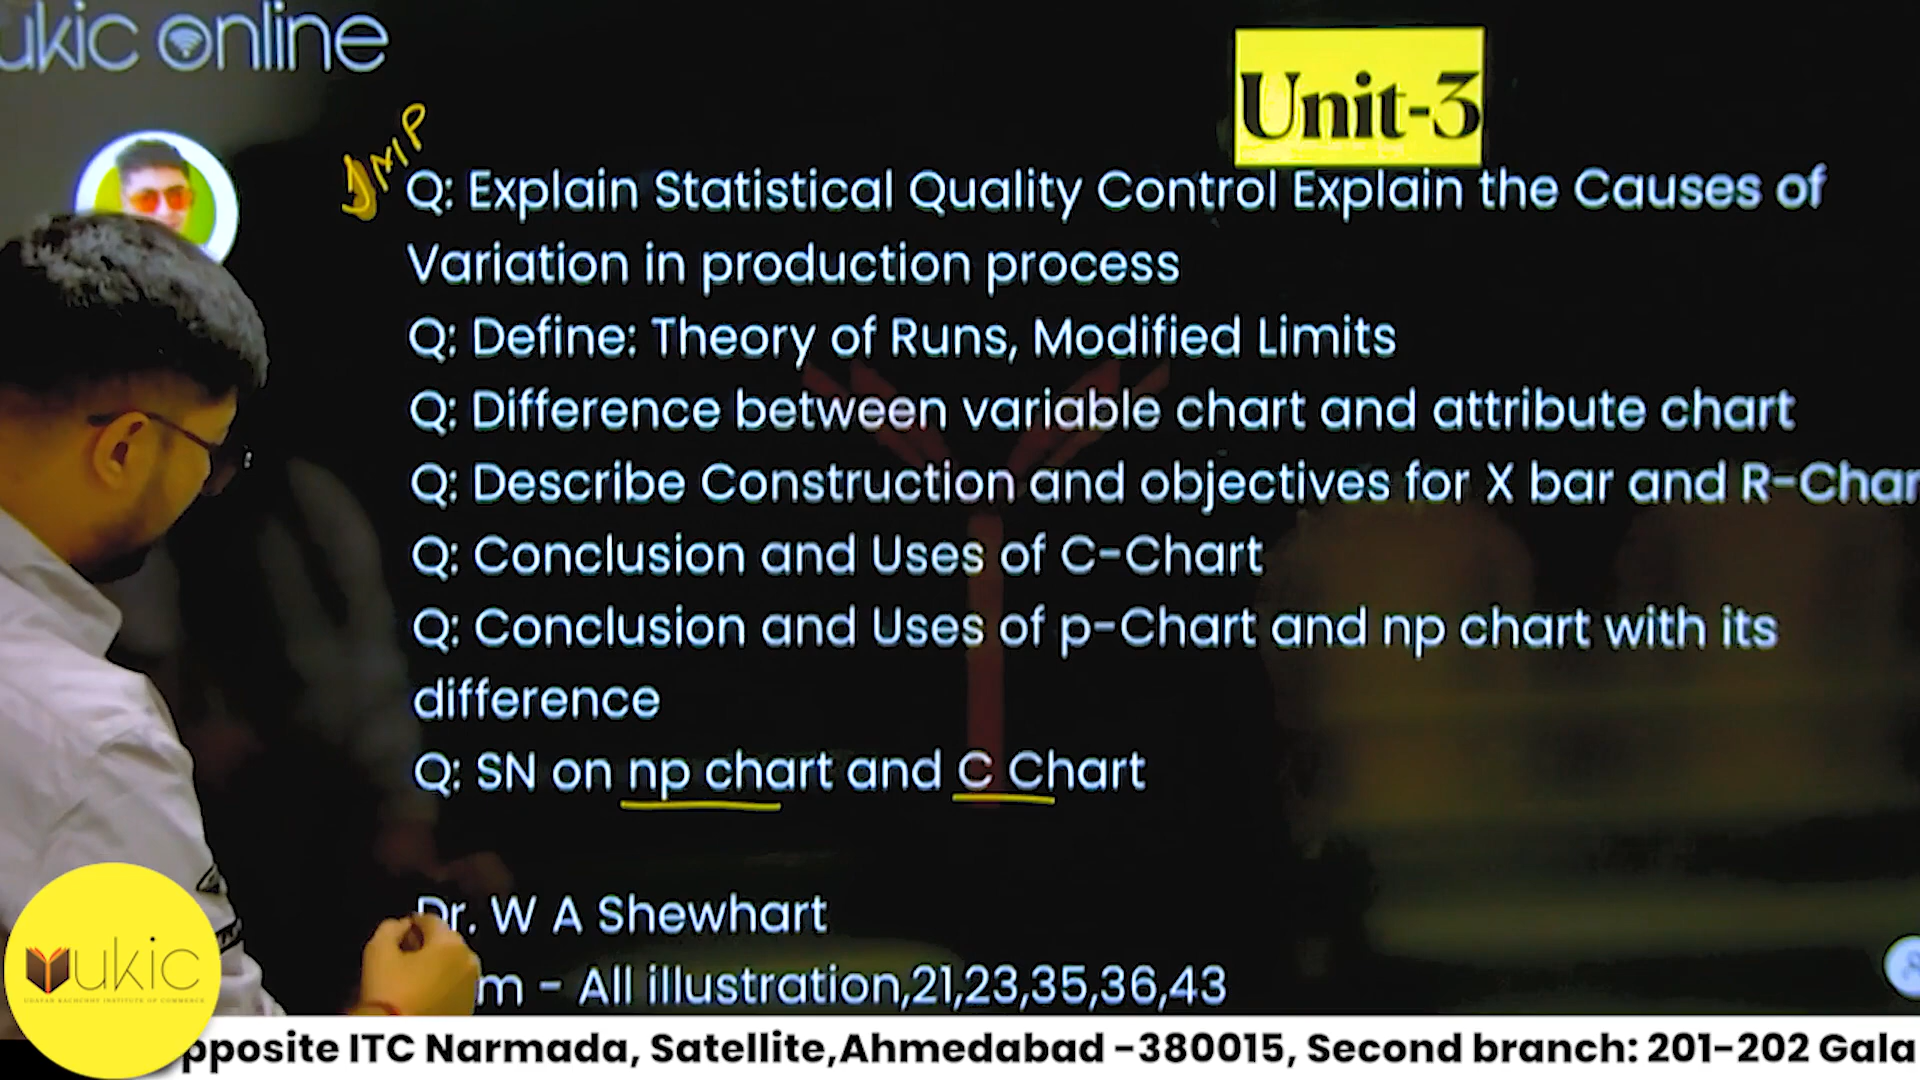 ukic online
Unit-3
IMP
Q: Explain Statistical Quality Control Explain the Causes of
Variation in production process
Q: Define: Theory of Runs, Modified Limits
Q: Difference between variable chart and attribute chart
Q: Describe Construction and objectives for X bar and R-Char
Q: Conclusion and Uses of C-Chart
Q: Conclusion and Uses of p-Chart and np chart with its
difference
Q: SN on np chart and C Chart
Dr. W A Shewhart
m - All illustration,21,23,35,36,43
yukic
pposite ITC Narmada, Satellite,Ahmedabad -380015, Second branch: 201-202 Gala